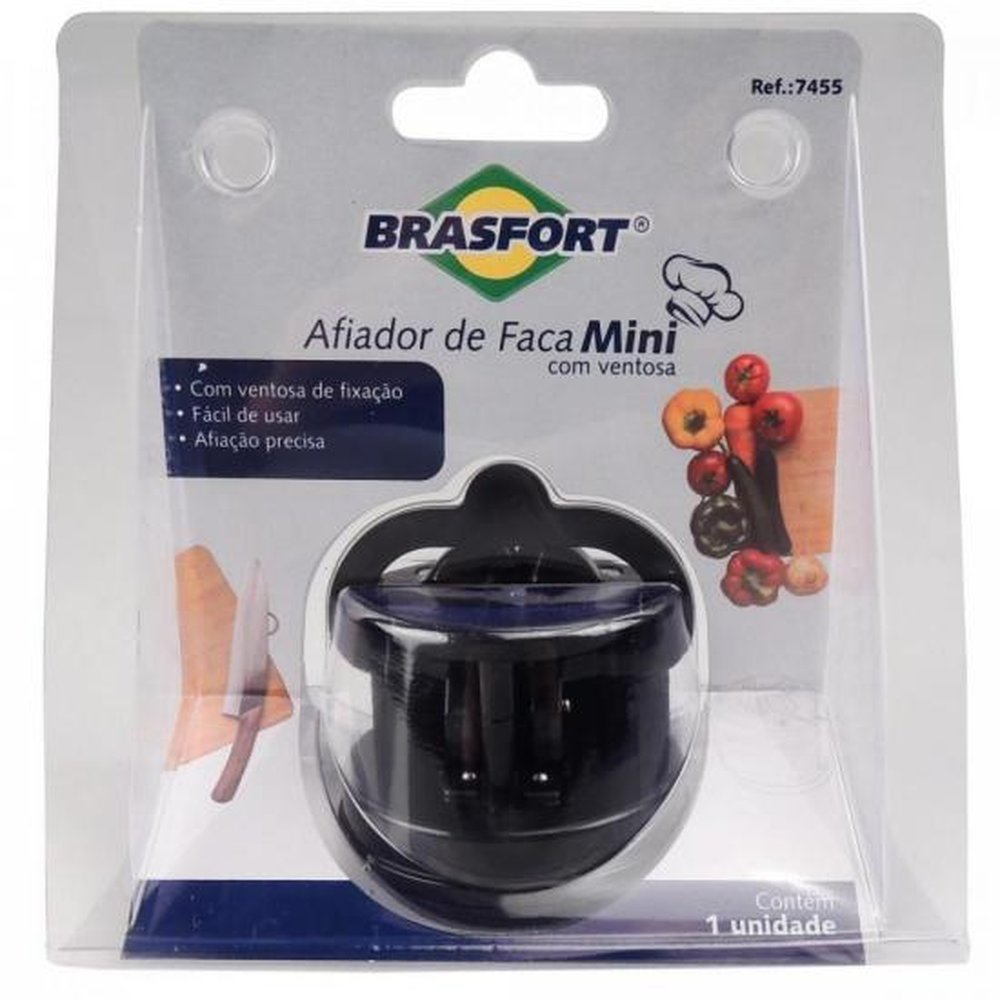 Ref.:7455
BRASFORT®
Afiador de Faca Mini
com ventosa
• Com ventosa de fixação
• Fácil de usar
• Afiação precisa
Contém
1 unidade